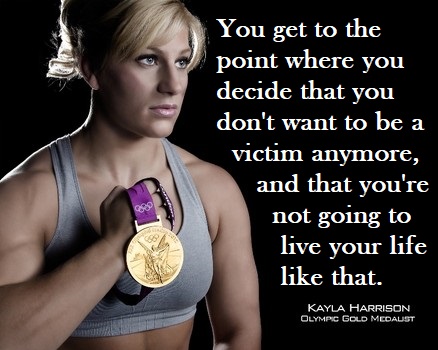 You get to the
point where you
decide that you
don't want to be a
victim anymore,
and that you're
not going to
live your life
like that.
KAYLA HARRISON
OLYMPIC GOLD MEDALIST